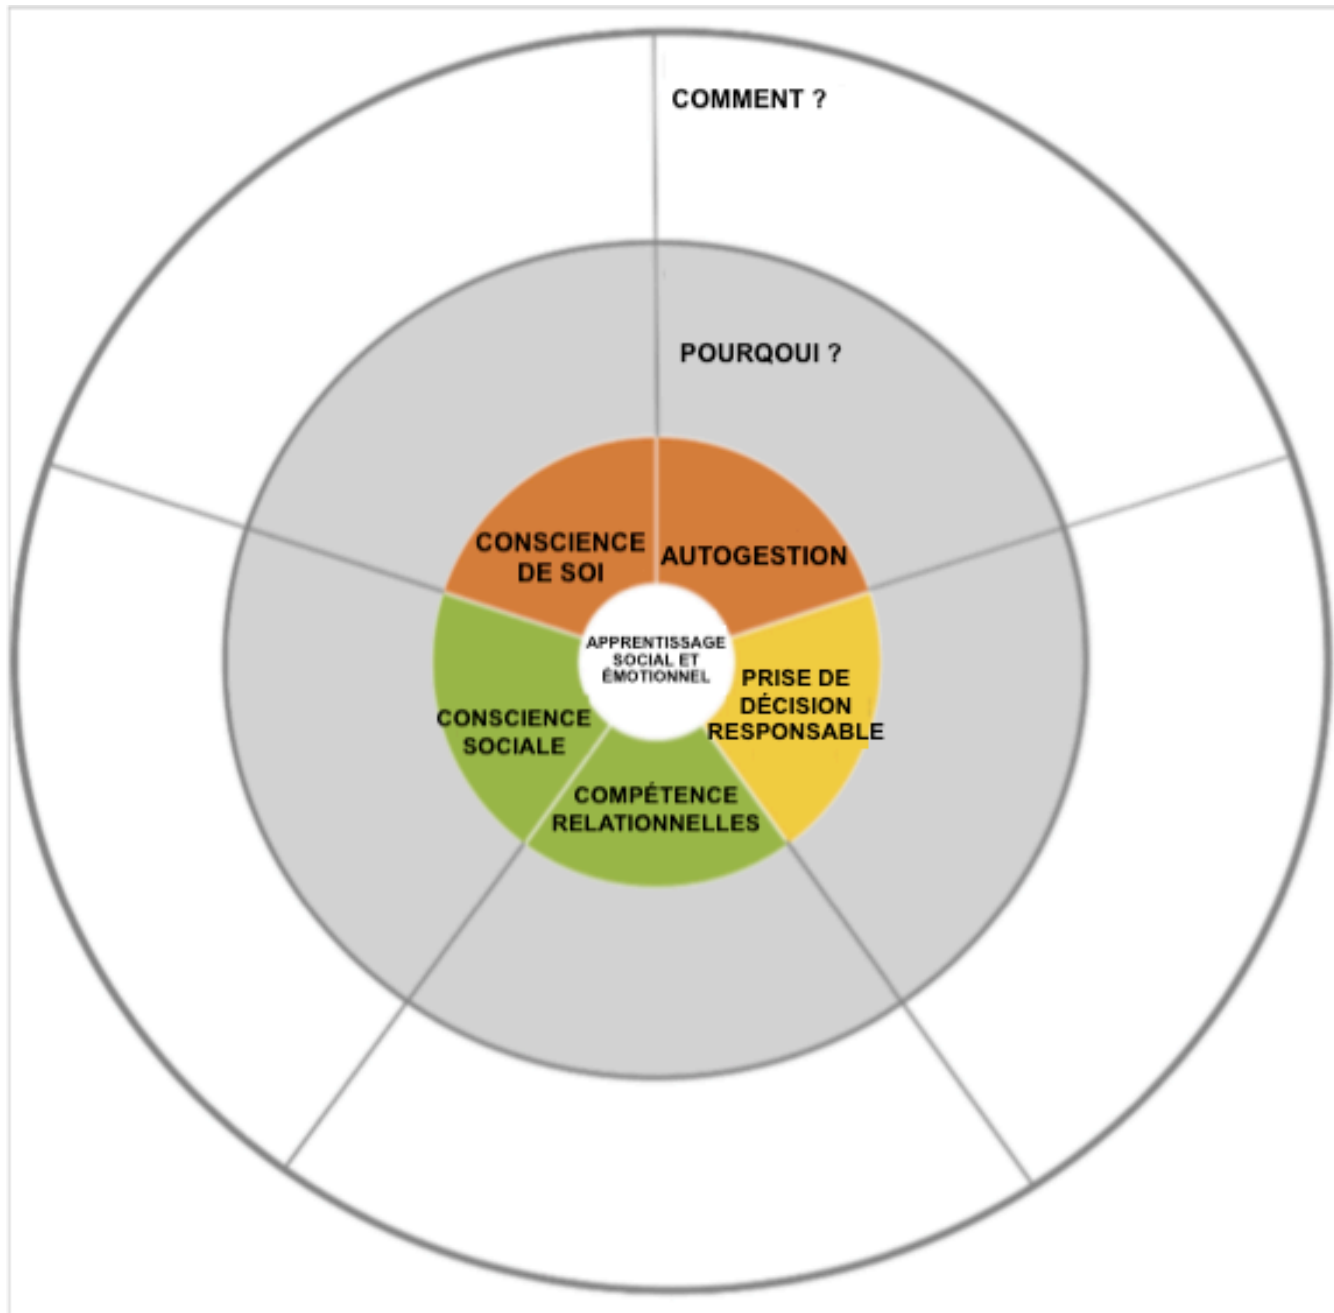 COMMENT ?
POURQOUI ?
CONSCIENCE
DE SOI
AUTOGESTION
APPRENTISSAGE
SOCIAL ET
ÉMOTIONNEL
PRISE DE
DÉCISION
RESPONSABLE
CONSCIENCE
SOCIALE
COMPÉTENCE
RELATIONNELLES